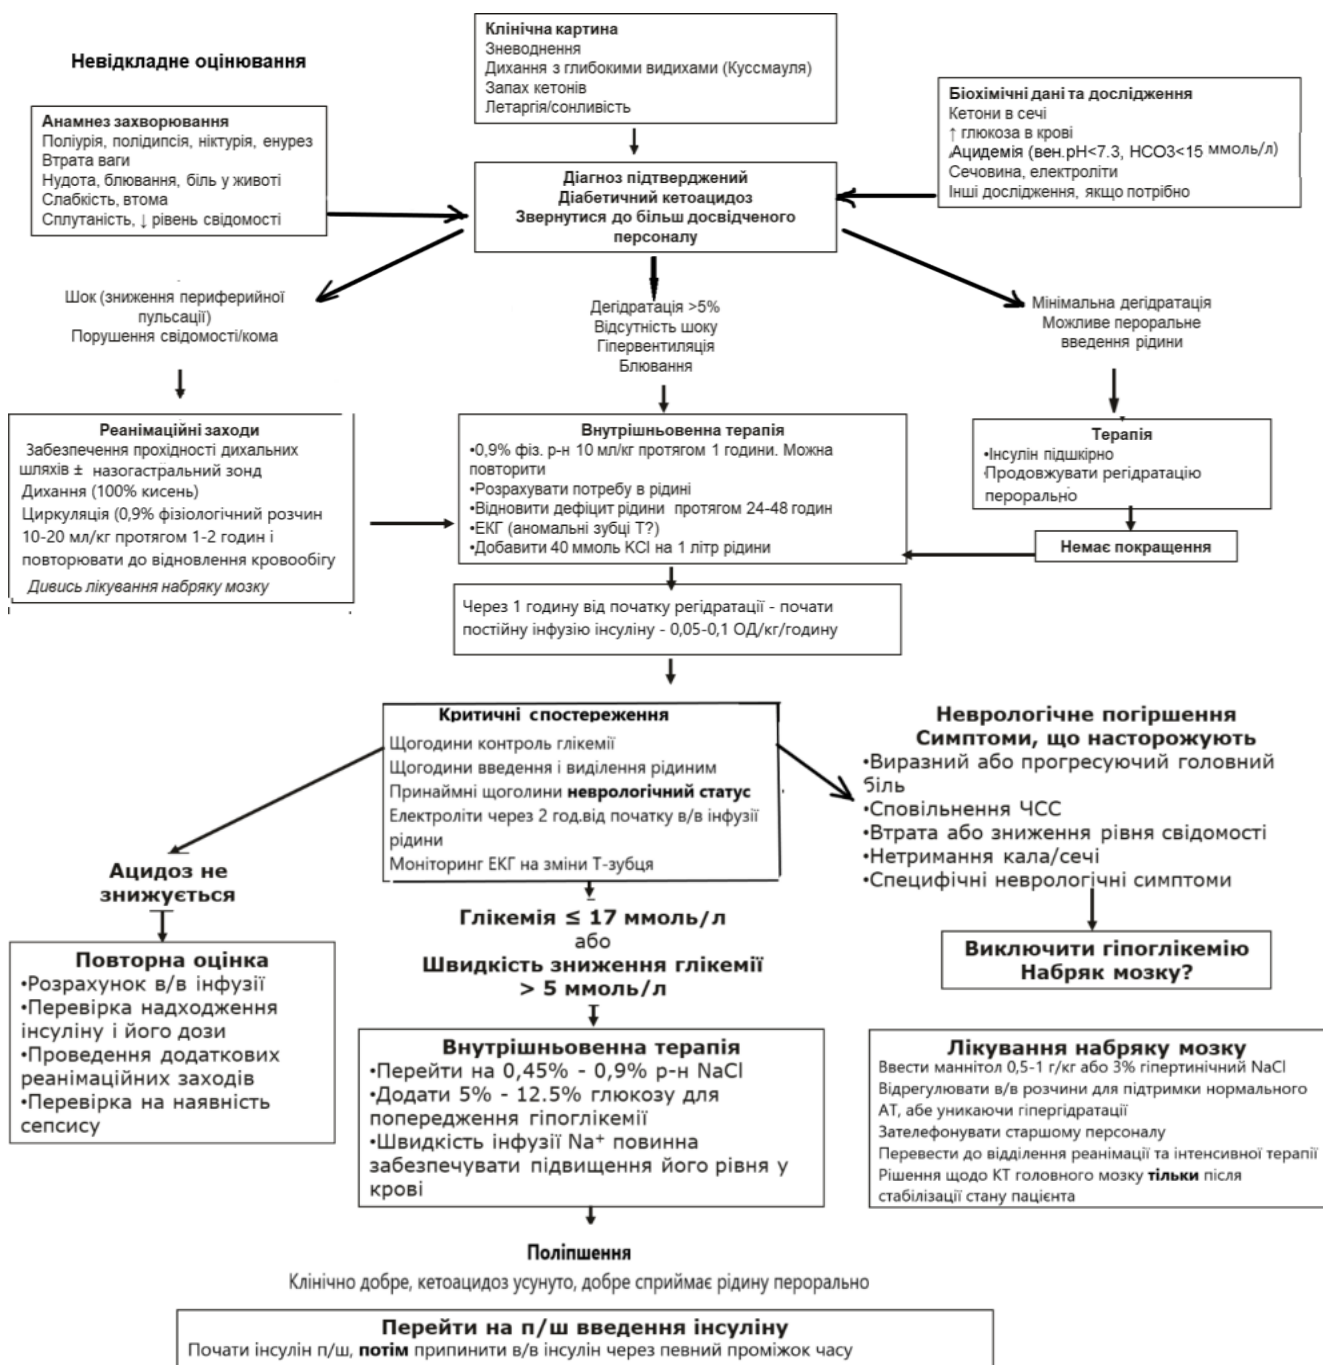 Невідкладне оцінювання
Клінічна картина
Зневоднення
Дихання з глибокими видихами (Куссмауля)
Запах кетонів
Летаргія/сонливість
Анамнез захворювання
Поліурія, полідипсія, ніктурія, енурез
Втрата ваги
Нудота, блювання, біль у животі
Слабкість, втома
Сплутаність, ↓ рівень свідомості
Біохімічні дані та дослідження
Кетони в сечі
↑ глюкоза в крові
Ацидемія (вен.pH<7.3, HCO3<15 ммоль/л)
Сечовина, електроліти
Інші дослідження, якщо потрібно
Діагноз підтверджений
Діабетичний кетоацидоз
Звернутися до більш досвідченого
персоналу
Шок (зниження периферийної
пульсації)
Порушення свідомості/кома
Дегідратація >5%
Відсутність шоку
Гіпервентиляція
Блювання
Мінімальна дегідратація
Можливе пероральне
введення рідини
Реанімаційні заходи
Забезпечення прохідності дихальних
шляхів ± назогастральний зонд
Дихання (100% кисень)
Циркуляція (0,9% фізіологічний розчин
10-20 мл/кг протягом 1-2 годин і
повторювати до відновлення кровообігу
Дивись лікування набряку мозку
Внутрішньовенна терапія
•0,9% фіз. р-н 10 мл/кг протягом 1 години. Можна
повторити
•Розрахувати потребу в рідині
•Відновити дефіцит рідини протягом 24-48 годин
•ЕКГ (аномальні зубці Т?)
•Добавити 40 ммоль KCl на 1 літр рідини
Терапія
•Інсулін підшкірно
•Продовжувати регідратацію
перорально
Немає покращення
Через 1 годину від початку регідратації - почати
постійну інфузію інсуліну - 0,05-0,1 ОД/кг/годину
Критичні спостереження
Щогодини контроль глікемії
Щогодини введення і виділення рідиним
Принаймні щоголини неврологічний статус
Електроліти через 2 год.від початку в/в інфузії
рідини
Моніторинг ЕКГ на зміни Т-зубця
Неврологічне погіршення
Симптоми, що насторожують
•Виразний або прогресуючий головний
біль
•Сповільнення ЧСС
•Втрата або зниження рівня свідомості
•Нетримання кала/сечі
•Специфічні неврологічні симптоми
Ацидоз не
знижується
Глікемія ≤ 17 ммоль/л
або
Швидкість зниження глікемії
> 5 ммоль/л
Виключити гіпоглікемію
Набряк мозку?
Повторна оцінка
•Розрахунок в/в інфузії
•Перевірка надходження
інсуліну і його дози
•Проведення додаткових
реанімаційних заходів
•Перевірка на наявність
сепсису
Внутрішньовенна терапія
•Перейти на 0,45% - 0,9% р-н NaCl
•Додати 5% - 12.5% глюкозу для
попередження гіпоглікемії
•Швидкість інфузії Na⁺ повинна
забезпечувати підвищення його рівня у
крові
Лікування набряку мозку
Ввести маннітол 0,5-1 г/кг або 3% гіпертинічний NaCl
Відрегулювати в/в розчини для підтримки нормального
АТ, абе уникаючи гіпергідратації
Зателефонувати старшому персоналу
Перевести до відділення реанімації та інтенсивної терапії
Рішення щодо КТ головного мозку тільки після
стабілізації стану пацієнта
Поліпшення
Клінічно добре, кетоацидоз усунуто, добре сприймає рідину перорально
Перейти на п/ш введення інсуліну
Почати інсулін п/ш, потім припинити в/в інсулін через певний проміжок часу